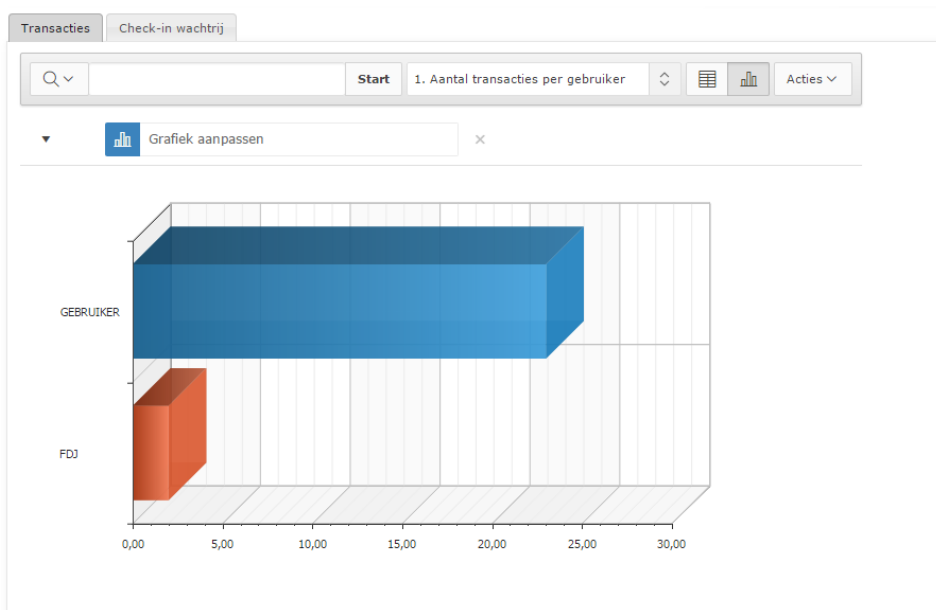 Transacties Check-in wachtrij
Start 1. Aantal transacties per gebruiker Acties
Grafiek aanpassen
GEBRUIKER
FDJ
0,00 5,00 10,00 15,00 20,00 25,00 30,00